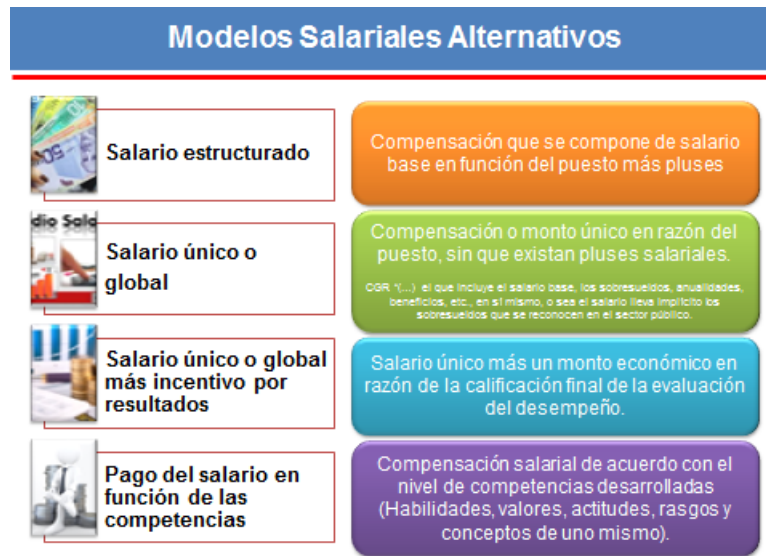 Modelos Salariales Alternativos
Salario estructurado
Compensación que se compone de salario
base en función del puesto más pluses
dio Sala
Salario único o
global
Compensación o monto único en razón del
puesto, sin que existan pluses salariales.
CGR "(...) el que incluye el salario base, los sobresueldos, anualidades,
beneficios, etc., en sí mismo, o sea el salario lleva implícito los
sobresueldos que se reconocen en el sector público.
Salario único o global
más incentivo por
resultados
Salario único más un monto económico en
razón de la calificación final de la evaluación
del desempeño.
Pago del salario en
función de las
competencias
Compensación salarial de acuerdo con el
nivel de competencias desarrolladas
(Habilidades, valores, actitudes, rasgos y
conceptos de uno mismo).